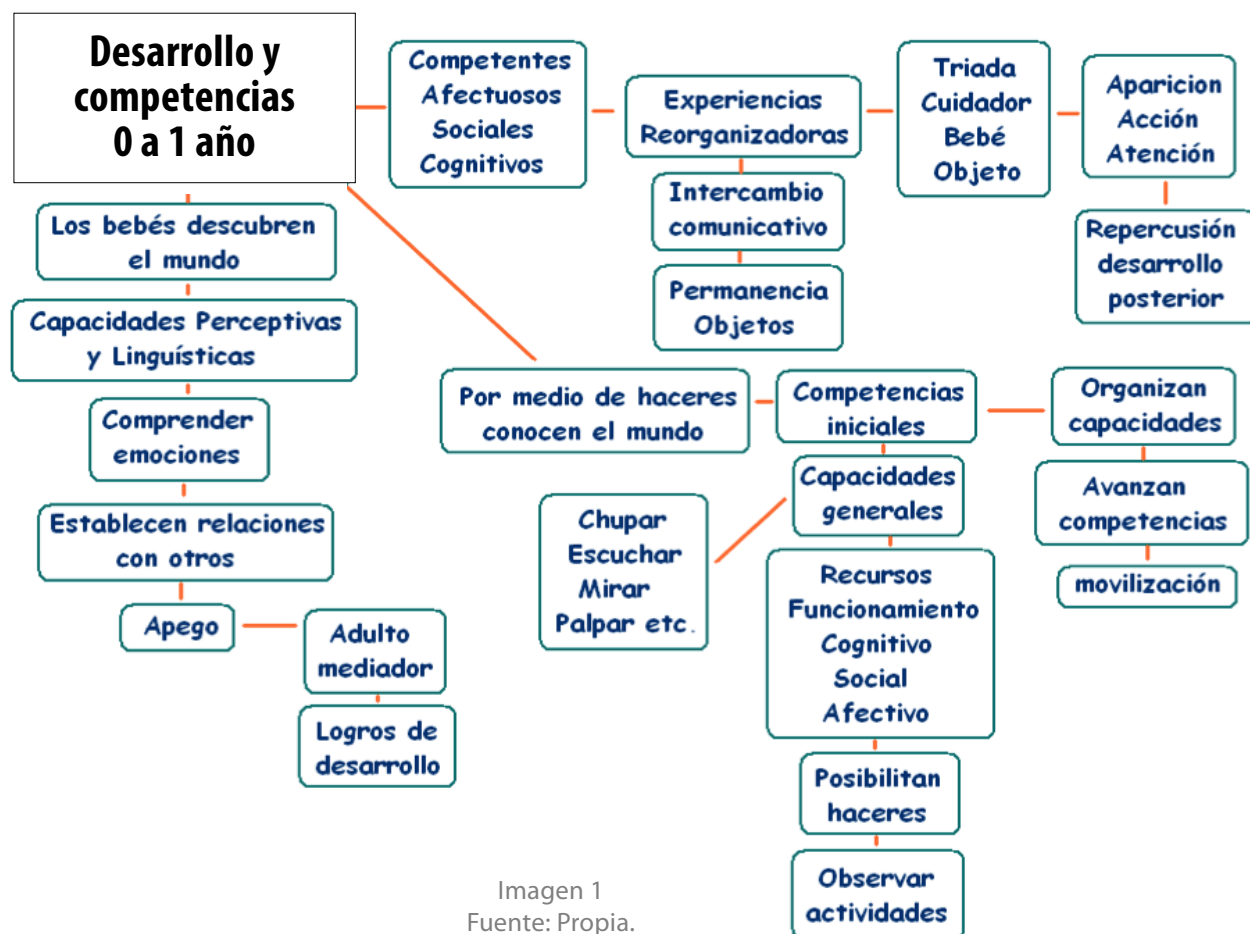 Desarrollo y
competencias
0 a 1 año
Competentes
Afectuosos
Sociales
Cognitivos
Experiencias
Reorganizadoras
Intercambio
comunicativo
Permanencia
Objetos
Triada
Cuidador
Bebé
Objeto
Aparicion
Acción
Atención
Repercusión
desarrollo
posterior
Los bebés descubren
el mundo
Capacidades Perceptivas
y Linguísticas
Comprender
emociones
Establecen relaciones
con otros
Apego
Adulto
mediador
Logros de
desarrollo
Por medio de haceres
conocen el mundo
Competencias
iniciales
Capacidades
generales
Chupar
Escuchar
Mirar
Palpar etc.
Recursos
Funcionamiento
Cognitivo
Social
Afectivo
Posibilitan
haceres
Observar
actividades
Organizan
capacidades
Avanzan
competencias
movilización
Imagen 1
Fuente: Propia.